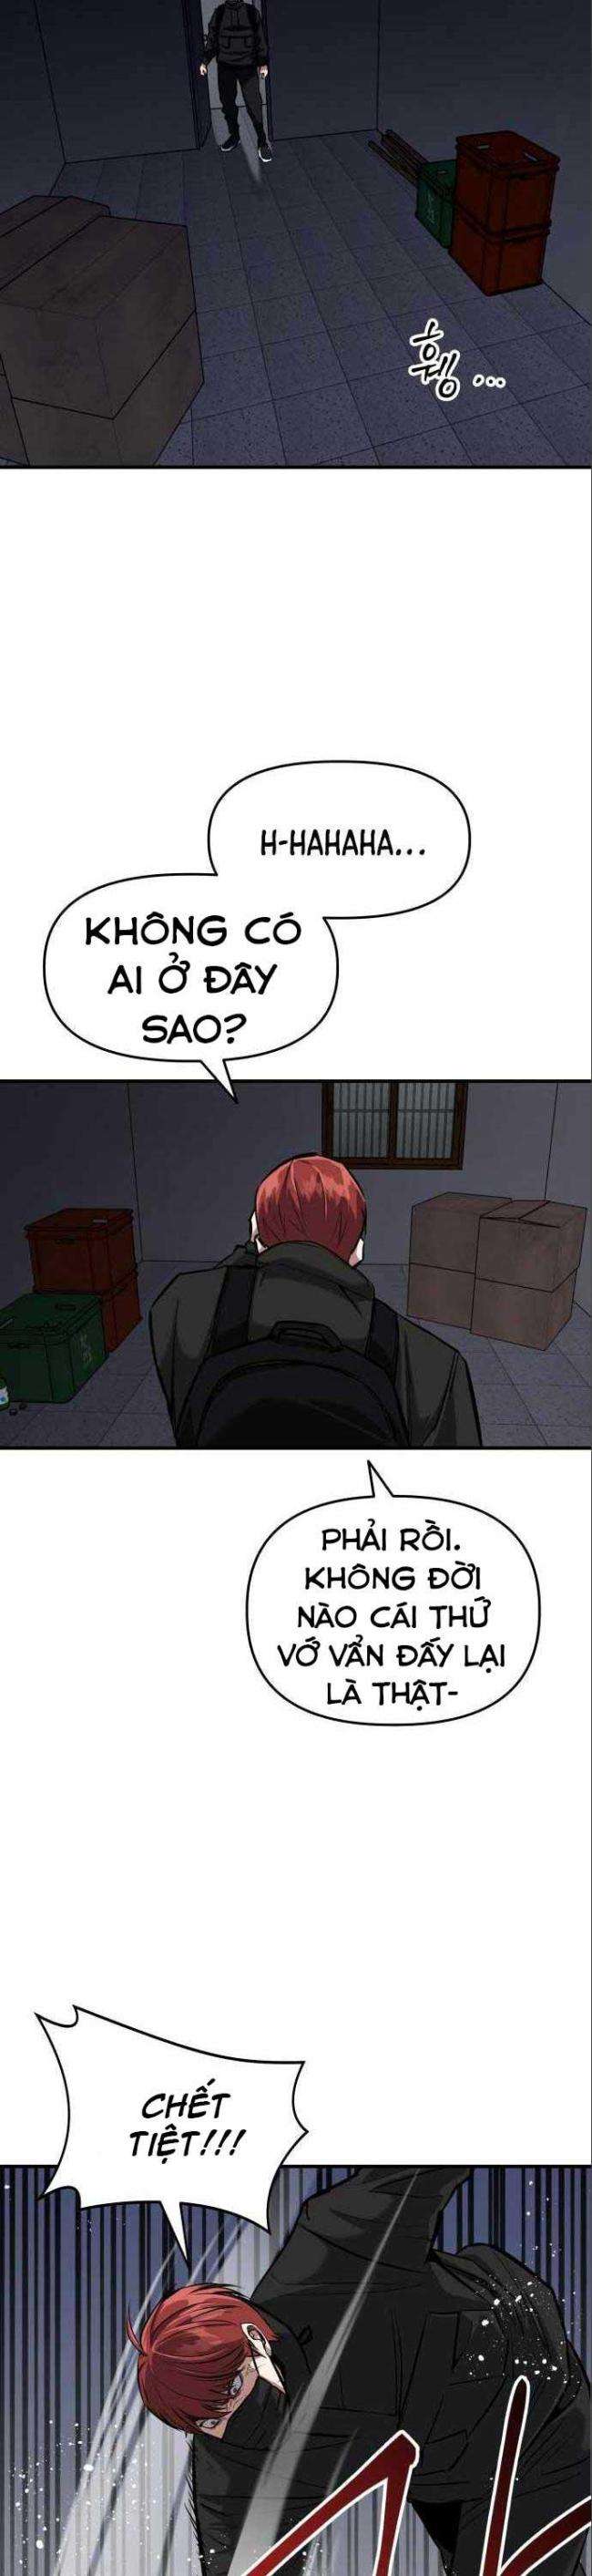 휑...
H-HAHAHA...
KHÔNG CÓ
AI Ở ĐÂY
SAO?
PHẢI RỒI.
KHÔNG ĐỜI
NÀO CÁI THỨ
VỚ VẨN ĐẤY LẠI
LÀ THẬT-
CHẾT
TIỆT!!!